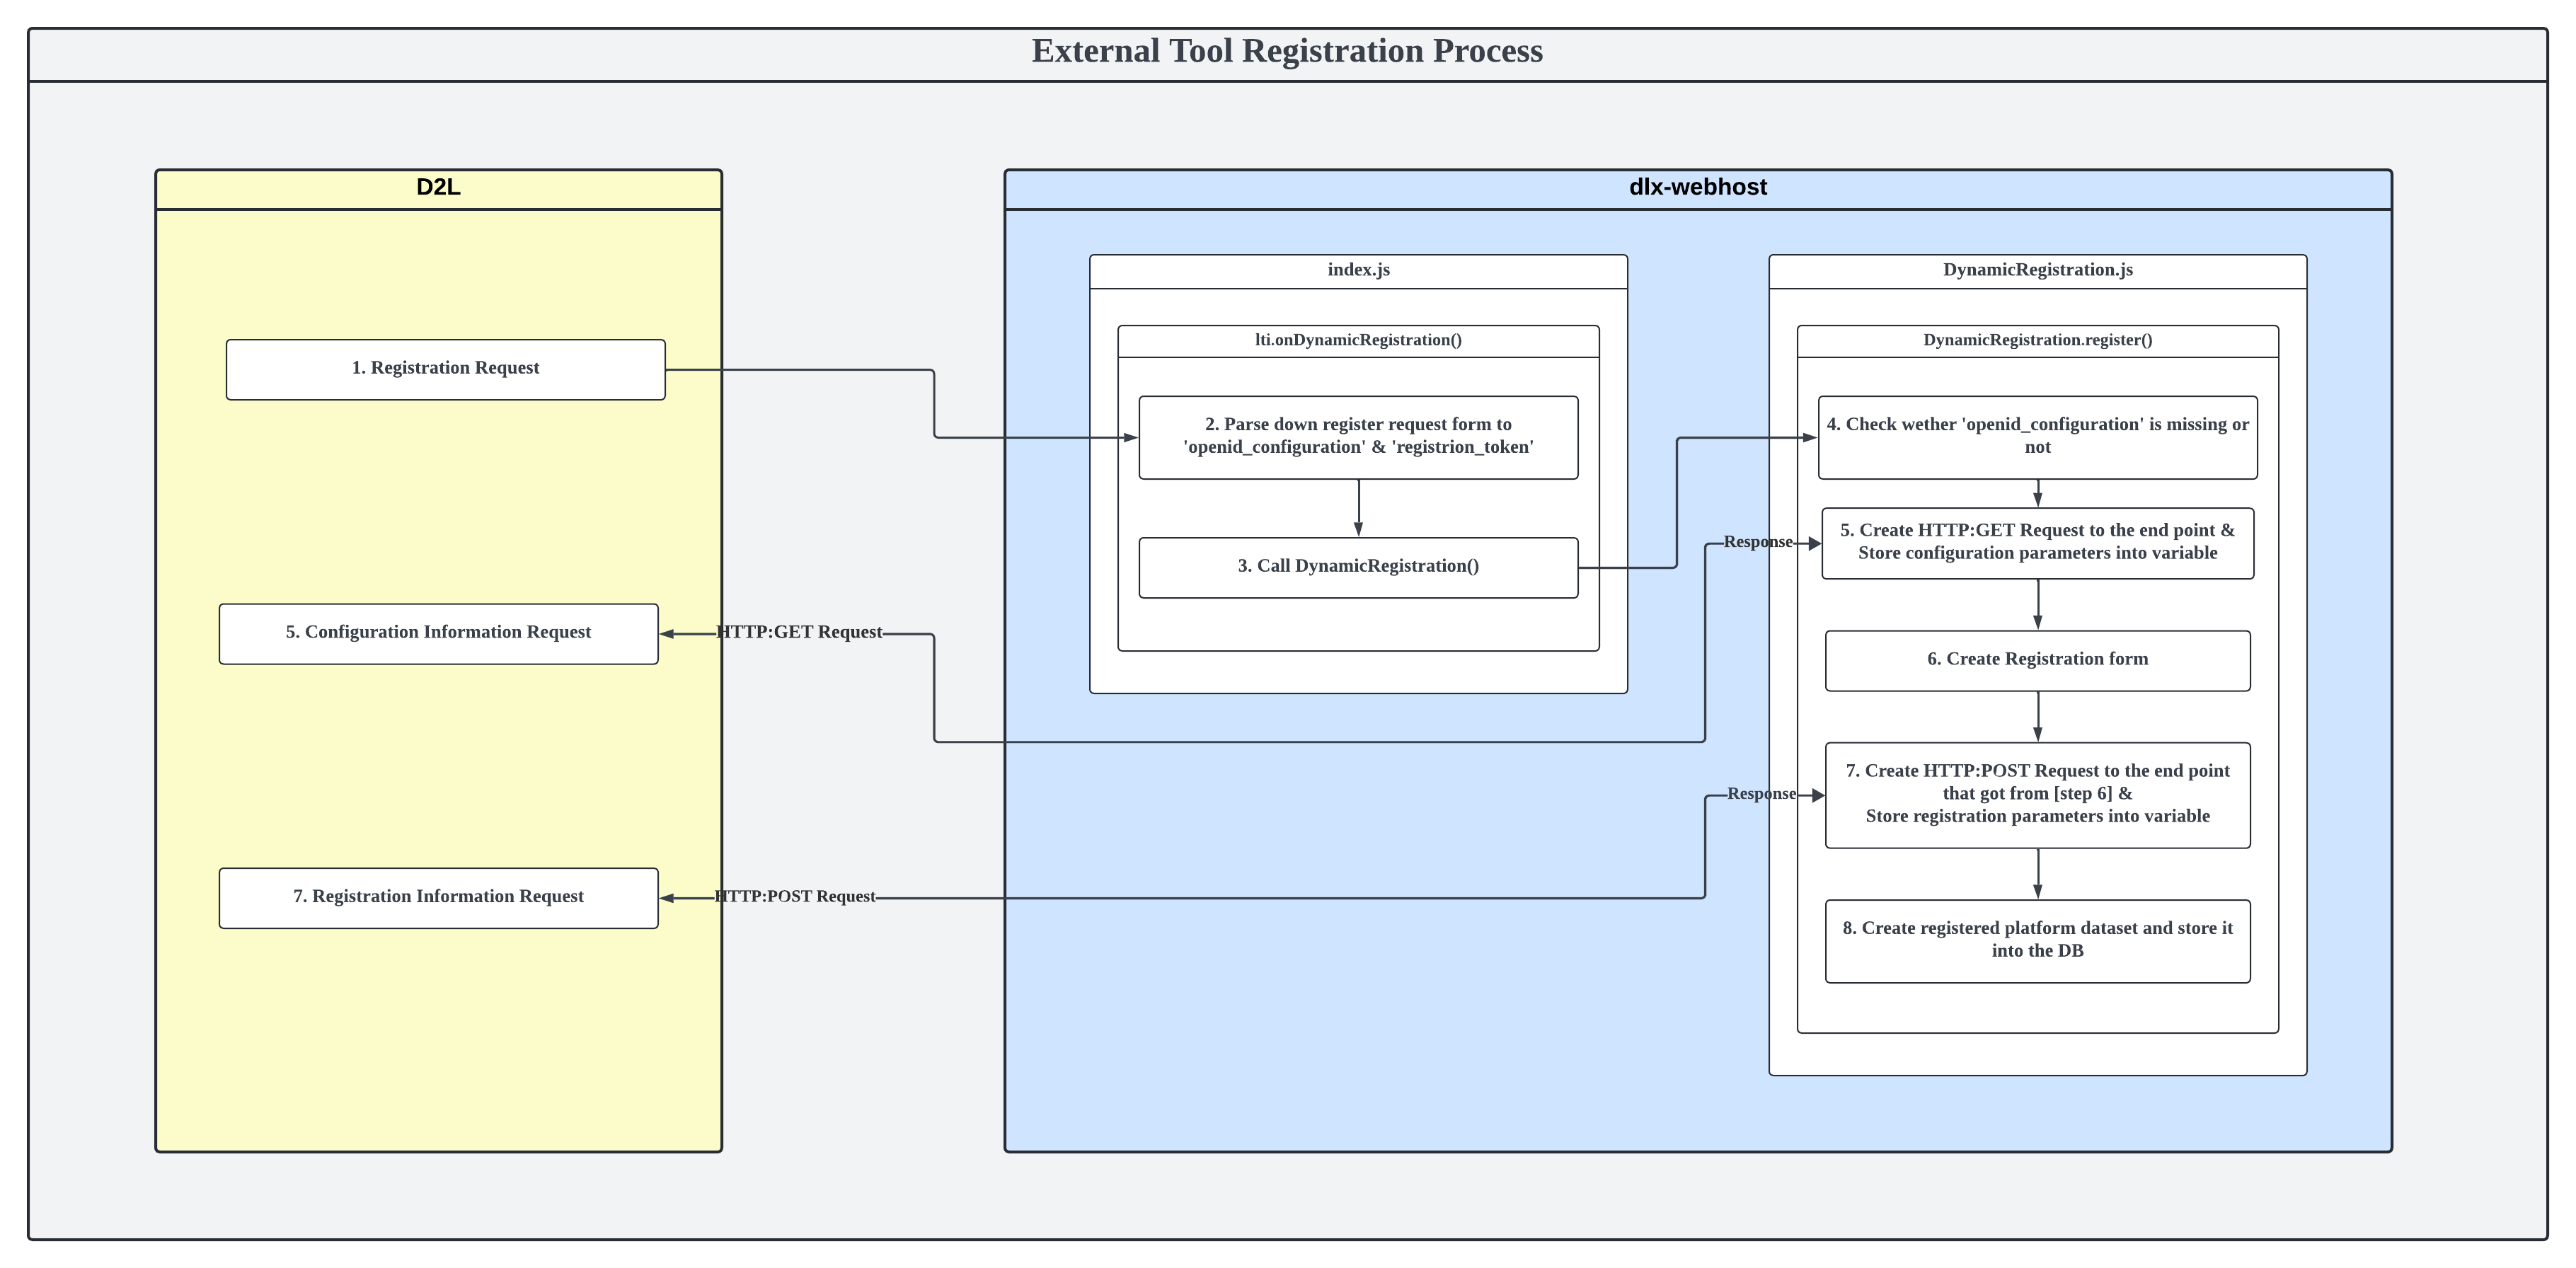 External Tool Registration Process
D2L
1. Registration Request
5. Configuration Information Request
7. Registration Information Request
HTTP:GET Request
HTTP:POST Request
dlx-webhost
index.js
lti.onDynamicRegistration()
2. Parse down register request form to
'openid_configuration' & 'registrion_token'
3. Call DynamicRegistration()
Response
Response
DynamicRegistration.js
DynamicRegistration.register()
4. Check wether 'openid_configuration' is missing or
not
5. Create HTTP:GET Request to the end point &
Store configuration parameters into variable
6. Create Registration form
7. Create HTTP:POST Request to the end point
that got from [step 6] &
Store registration parameters into variable
8. Create registered platform dataset and store it
into the DB